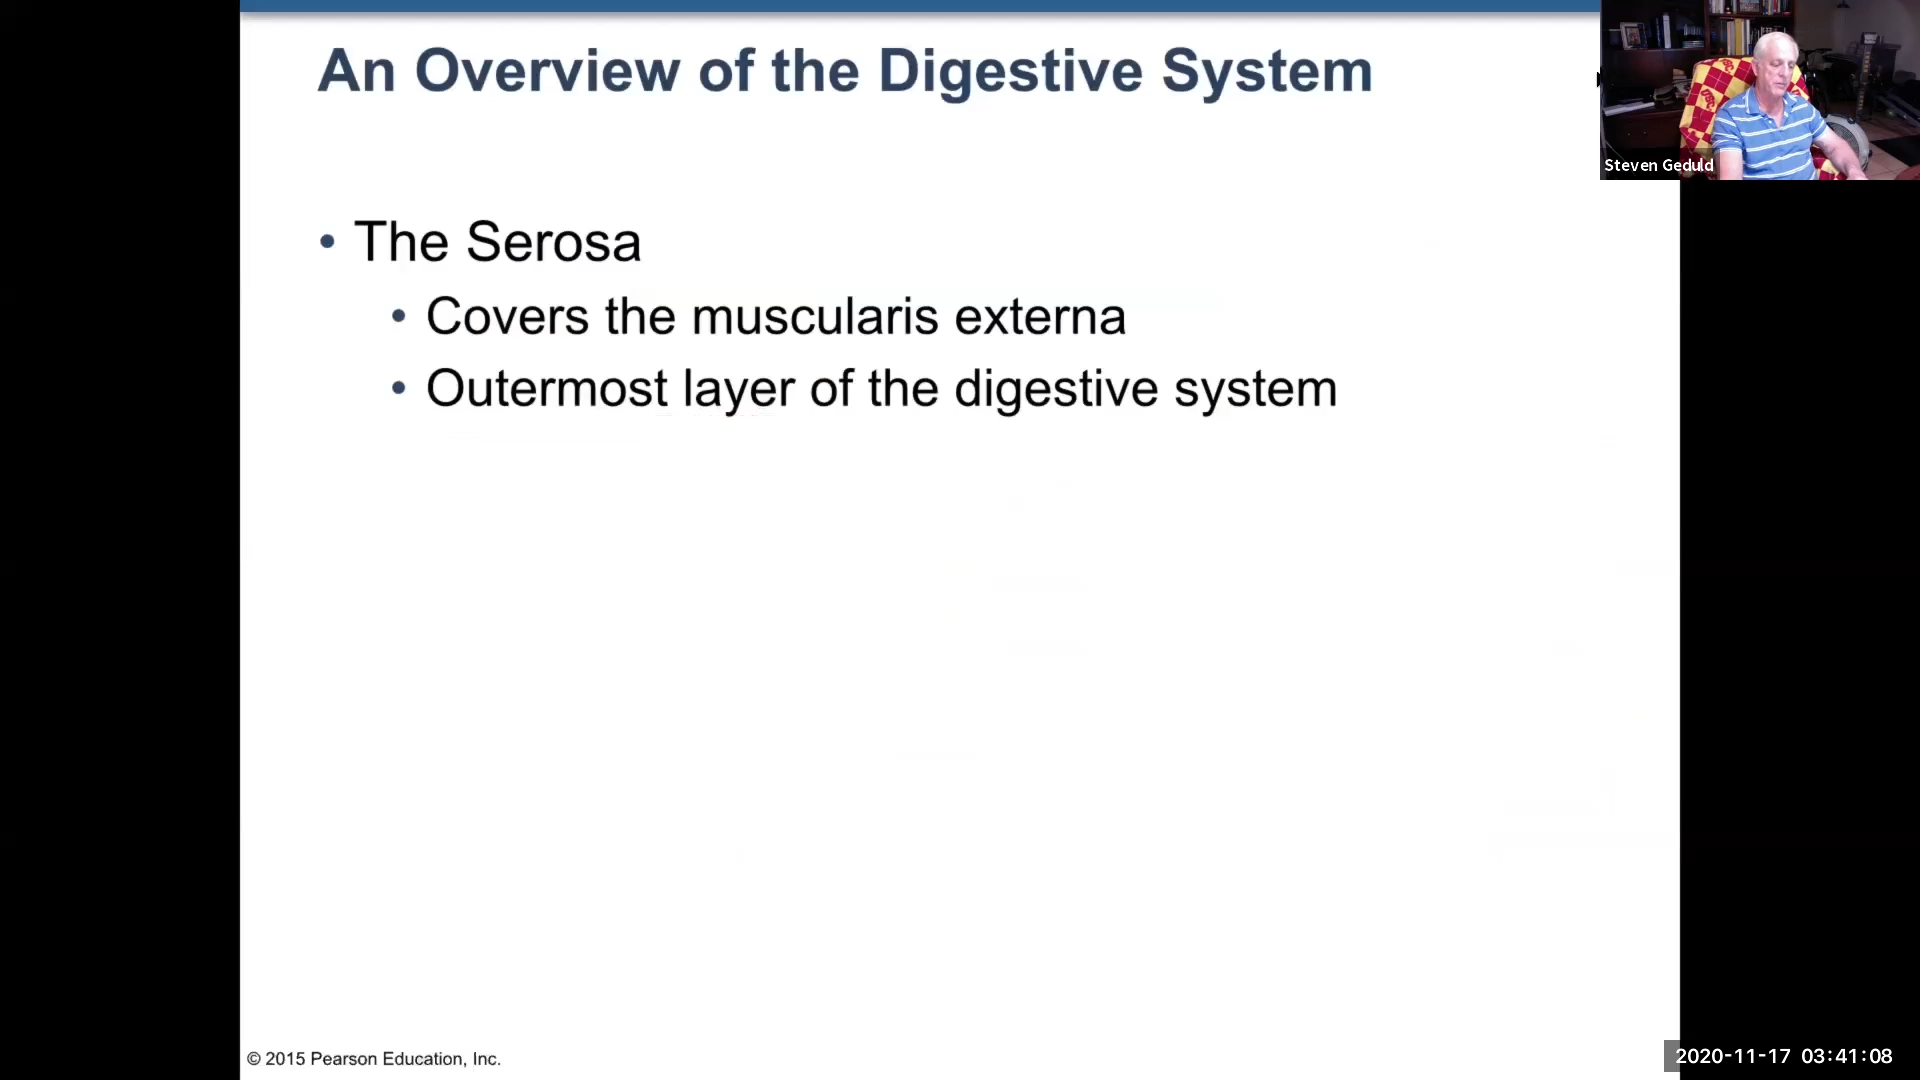 An Overview of the Digestive System
Steven Geduld
• The Serosa
• Covers the muscularis externa
• Outermost layer of the digestive system
© 2015 Pearson Education, Inc.
2020-11-17 03:41:08